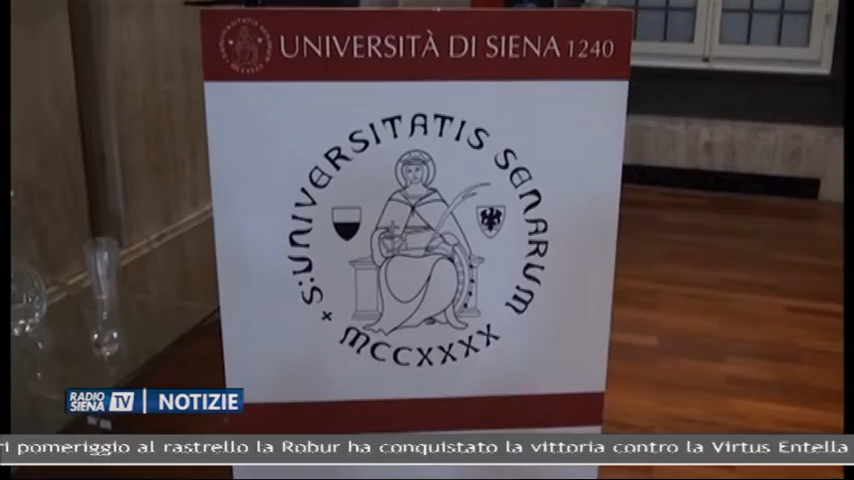 UNIVERSITÀ DI SIENA 1240
S:UNIVERSITATIS SENARUM
+ MCCXXXX
RADIO SIENA TV NOTIZIE
pomeriggio al rastrello la Robur ha conquistato la vittoria contro la Virtus Entella